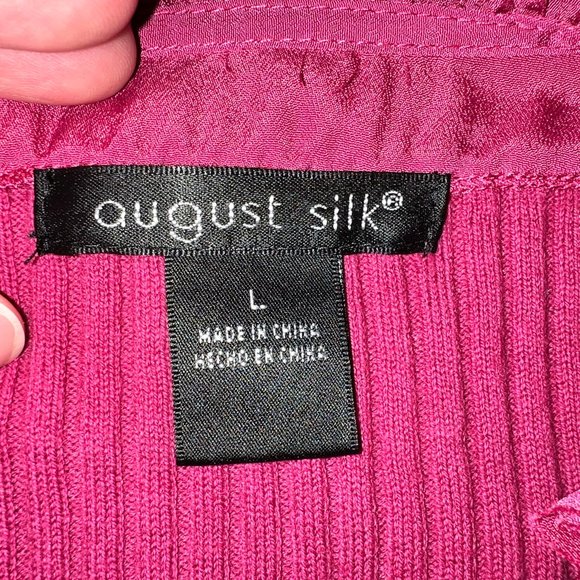 august silk®
L
MADE IN CHINA
HECHO EN CHINA